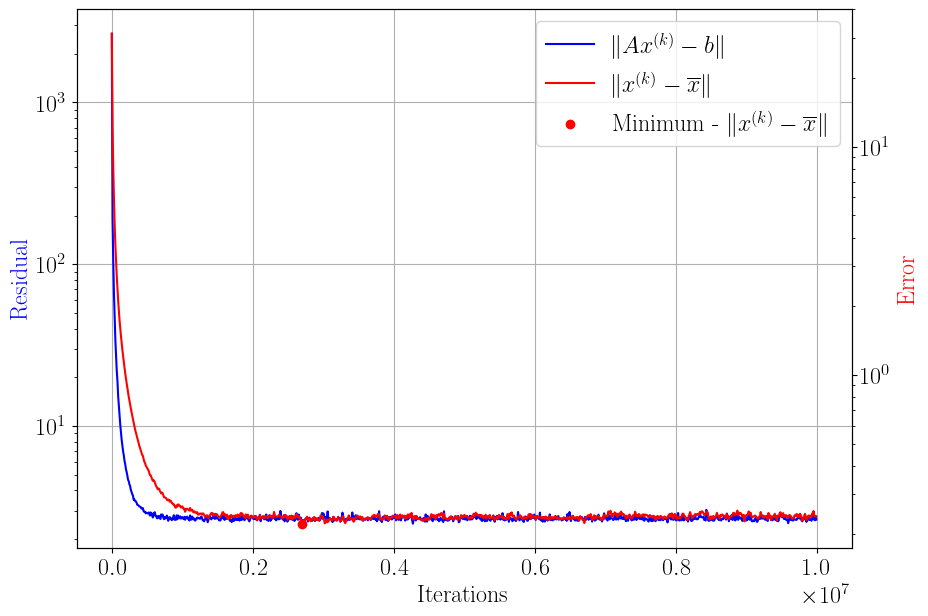 ‖Ax^(k) − b‖
‖x^(k) − x̅‖
Minimum - ‖x^(k) − x̅‖
10^3
10^2
10^1
Residual
10^1
10^0
Error
0.0 0.2 0.4 0.6 0.8 1.0
×10^7
Iterations